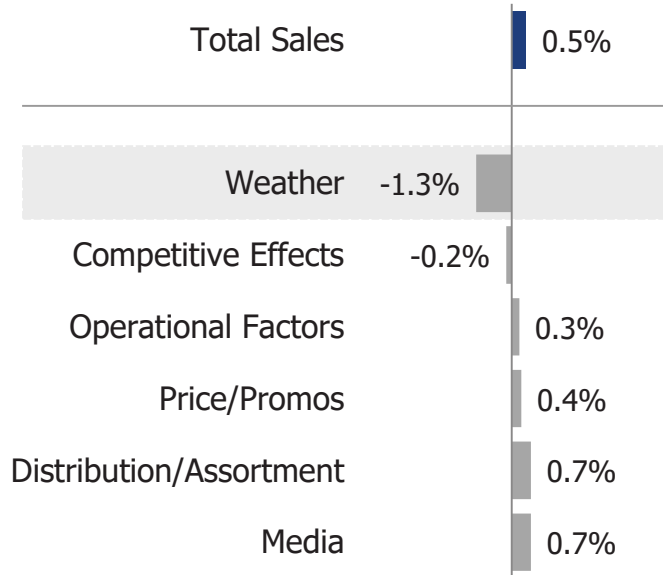 Total Sales 0.5%
Weather -1.3%
Competitive Effects -0.2%
Operational Factors 0.3%
Price/Promos 0.4%
Distribution/Assortment 0.7%
Media 0.7%